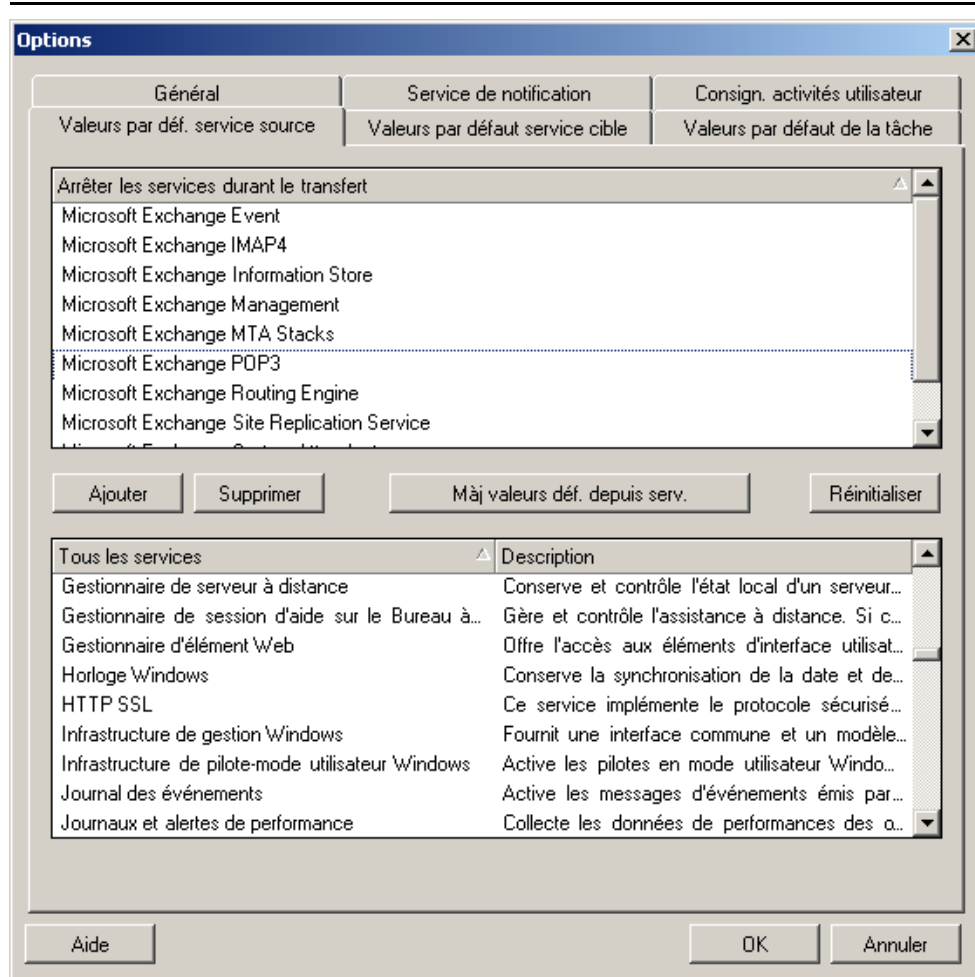 Options
Général
Service de notification
Consign. activités utilisateur
Valeurs par déf. service source
Valeurs par défaut service cible
Valeurs par défaut de la tâche
Arrêter les services durant le transfert
Microsoft Exchange Event
Microsoft Exchange IMAP4
Microsoft Exchange Information Store
Microsoft Exchange Management
Microsoft Exchange MTA Stacks
Microsoft Exchange POP3
Microsoft Exchange Routing Engine
Microsoft Exchange Site Replication Service
Ajouter
Supprimer
Màj valeurs déf. depuis serv.
Réinitialiser
Tous les services
Description
Gestionnaire de serveur à distance
Conserve et contrôle l'état local d'un serveur...
Gestionnaire de session d'aide sur le Bureau à...
Gère et contrôle l'assistance à distance. Si c...
Gestionnaire d'élément Web
Offre l'accès aux éléments d'interface utilisat...
Horloge Windows
Conserve la synchronisation de la date et de...
HTTP SSL
Ce service implémente le protocole sécurisé...
Infrastructure de gestion Windows
Fournit une interface commune et un modèle...
Infrastructure de pilote-mode utilisateur Windows
Active les pilotes en mode utilisateur Windo...
Journal des événements
Active les messages d'événements émis par...
Journaux et alertes de performance
Collecte les données de performances des o...
Aide
OK
Annuler